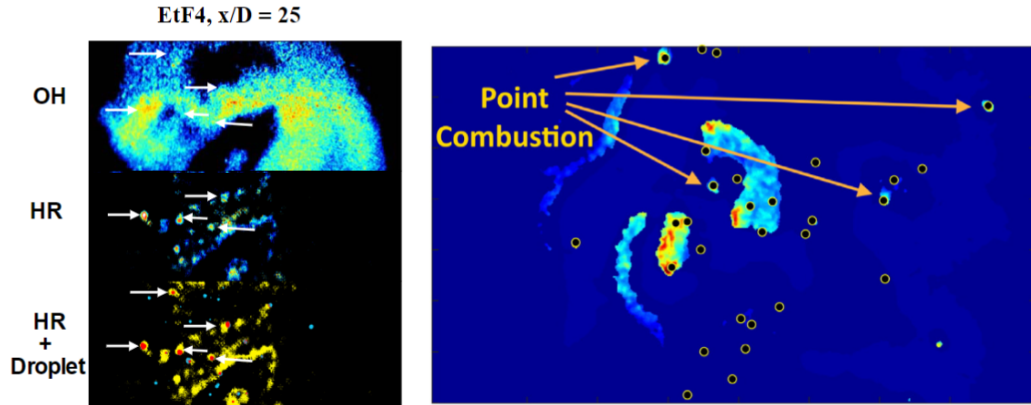 EtF4, x/D = 25
OH
HR
HR
+
Droplet
Point
Combustion